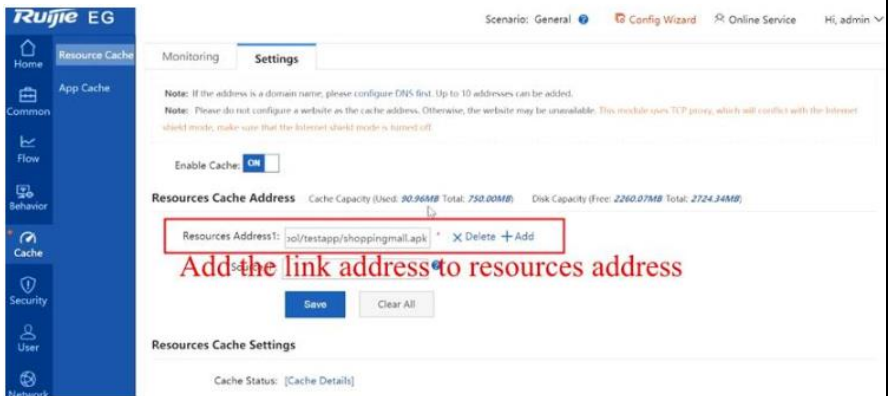 Ruijie EG
Scenario: General
Config Wizard
Online Service
Hi, admin
Home
Common
Flow
Behavior
Cache
Security
User
Network
Resource Cache
App Cache
Monitoring
Settings
Note: If the address is a domain name, please configure DNS first. Up to 10 addresses can be added.
Note: Please do not configure a website as the cache address. Otherwise, the website may be unavailable. This module uses TCP proxy, which will conflict with the Internet
shield mode, make sure that the Internet shield mode is turned off
Enable Cache: ON
Resources Cache Address Cache Capacity (Used: 90.96MB Total: 750.00MB) Disk Capacity (Free: 2260.07MB Total: 2724.34MB)
Resources Address1: ool/testapp/shoppingmall.apk * Delete Add
Add the link address to resources address
Save
Clear All
Resources Cache Settings
Cache Status: [Cache Details]